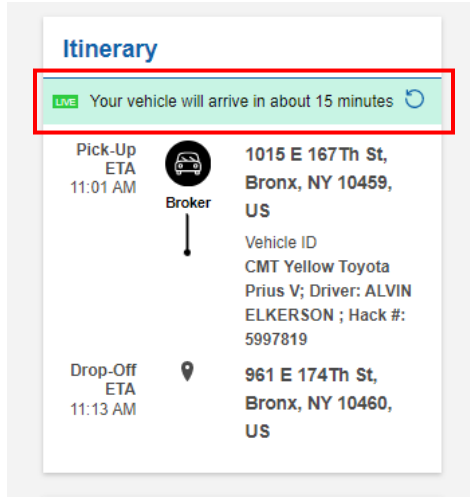 Itinerary
LIVE Your vehicle will arrive in about 15 minutes
Pick-Up
ETA
11:01 AM
Broker
1015 E 167Th St,
Bronx, NY 10459,
US
Vehicle ID
CMT Yellow Toyota
Prius V; Driver: ALVIN
ELKERSON ; Hack #:
5997819
Drop-Off
ETA
11:13 AM
961 E 174Th St,
Bronx, NY 10460,
US